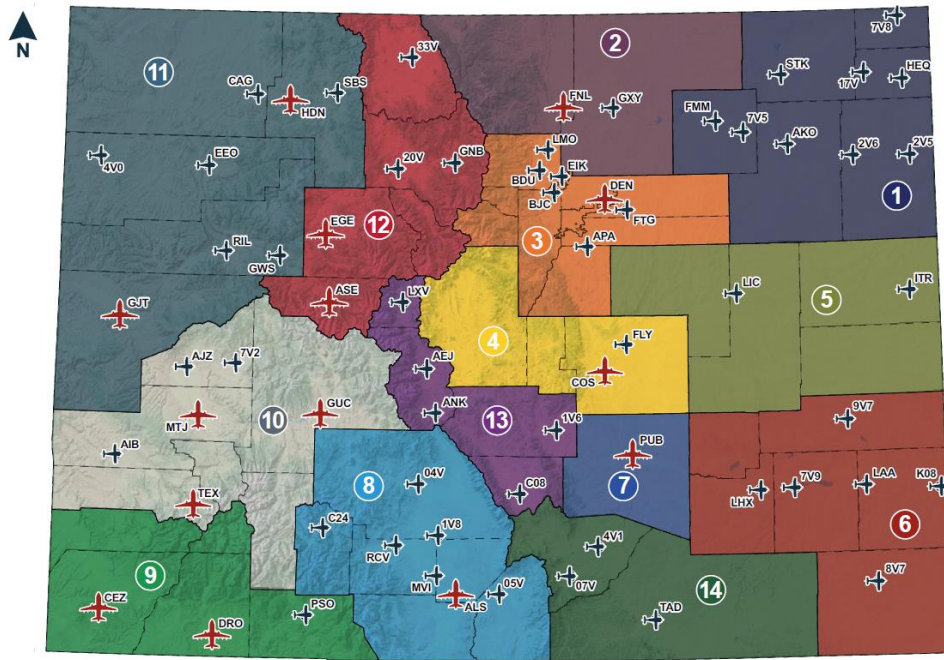 N
33V
2
7V8
11
CAG
SBS
HDN
FNL
GXY
STK
17V
HEQ
FMM
7V5
AKO
2V6
2V5
4V0
EEO
20V
GNB
LMO
BDU
EIK
BJC
DEN
FTG
1
EGE
12
3
APA
RIL
GWS
GJT
ASE
LXV
LIC
5
ITR
4
FLY
COS
AJZ
7V2
AEJ
MTJ
10
GUC
ANK
13
1V6
9V7
AIB
PUB
7
TEX
8
04V
C08
LHX
7V9
LAA
K08
6
C24
1V8
RCV
4V1
9
MVI
ALS
05V
07V
14
8V7
CEZ
DRO
PSO
TAD